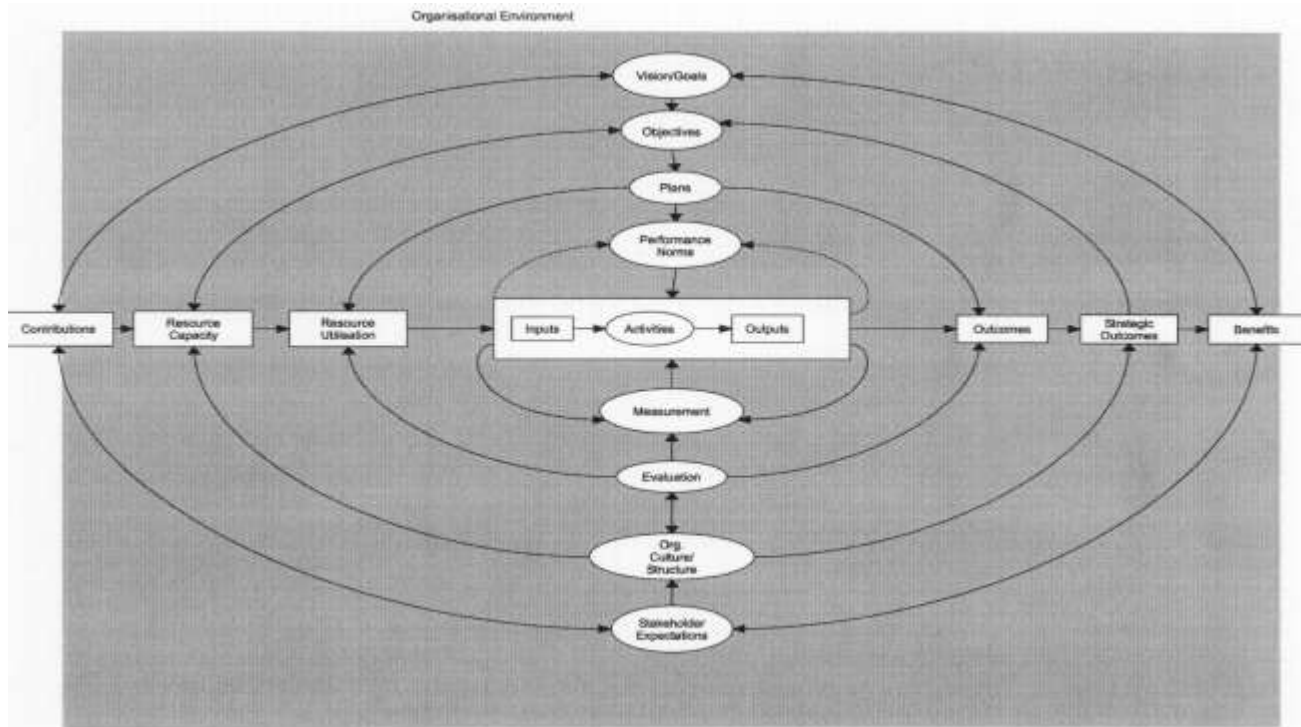 Organisational Environment
Vision/Goals
Objectives
Plans
Performance
Norms
Contributions
Resource
Capacity
Resource
Utilisation
Inputs
Activities
Outputs
Outcomes
Strategic
Outcomes
Benefits
Measurement
Evaluation
Org.
Culture/
Structure
Stakeholder
Expectations